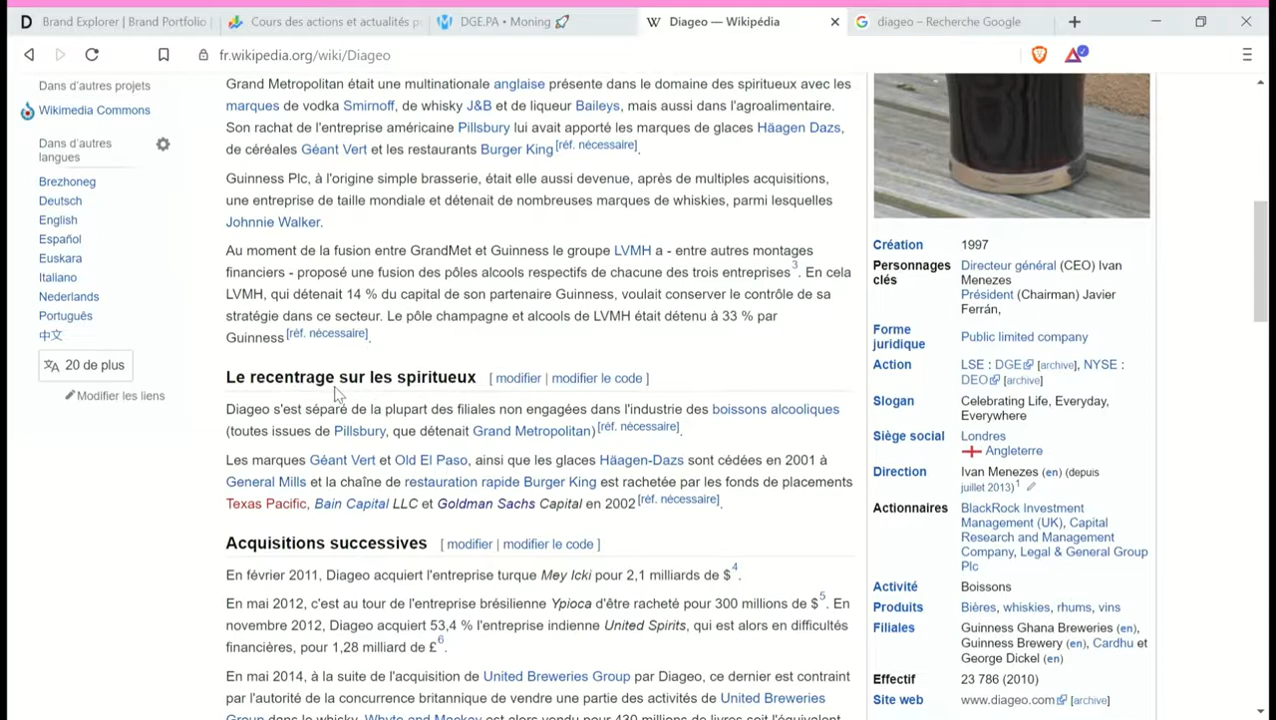 Brand Explorer | Brand Portfolio
Cours des actions et actualités
DGE.PA • Moning
Diageo — Wikipédia
diageo – Recherche Google
fr.wikipedia.org/wiki/Diageo
Dans d'autres projets
Wikimedia Commons
Dans d'autres
langues
Brezhoneg
Deutsch
English
Español
Euskara
Italiano
Nederlands
Português
中文
20 de plus
Modifier les liens
Grand Metropolitan était une multinationale anglaise présente dans le domaine des spiritueux avec les
marques de vodka Smirnoff, de whisky J&B et de liqueur Baileys, mais aussi dans l'agroalimentaire.
Son rachat de l'entreprise américaine Pillsbury lui avait apporté les marques de glaces Häagen Dazs,
de céréales Géant Vert et les restaurants Burger King[réf. nécessaire].
Guinness Plc, à l'origine simple brasserie, était elle aussi devenue, après de multiples acquisitions,
une entreprise de taille mondiale et détenait de nombreuses marques de whiskies, parmi lesquelles
Johnnie Walker.
Au moment de la fusion entre GrandMet et Guinness le groupe LVMH a - entre autres montages
financiers - proposé une fusion des pôles alcools respectifs de chacune des trois entreprises3. En cela
LVMH, qui détenait 14 % du capital de son partenaire Guinness, voulait conserver le contrôle de sa
stratégie dans ce secteur. Le pôle champagne et alcools de LVMH était détenu à 33 % par
Guinness[réf. nécessaire].
Le recentrage sur les spiritueux [ modifier | modifier le code ]
Diageo s'est séparé de la plupart des filiales non engagées dans l'industrie des boissons alcooliques
(toutes issues de Pillsbury, que détenait Grand Metropolitan)[réf. nécessaire].
Les marques Géant Vert et Old El Paso, ainsi que les glaces Häagen-Dazs sont cédées en 2001 à
General Mills et la chaîne de restauration rapide Burger King est rachetée par les fonds de placements
Texas Pacific, Bain Capital LLC et Goldman Sachs Capital en 2002[réf. nécessaire].
Acquisitions successives [ modifier | modifier le code ]
En février 2011, Diageo acquiert l'entreprise turque Mey Icki pour 2,1 milliards de $4.
En mai 2012, c'est au tour de l'entreprise brésilienne Ypioca d'être racheté pour 300 millions de $5. En
novembre 2012, Diageo acquiert 53,4 % l'entreprise indienne United Spirits, qui est alors en difficultés
financières, pour 1,28 milliard de £6.
En mai 2014, à la suite de l'acquisition de United Breweries Group par Diageo, ce dernier est contraint
par l'autorité de la concurrence britannique de vendre une partie des activités de United Breweries
Group dans le whisky. Whyte and Mackay est alors vendu pour 430 millions de livres soit l'équivalent
Création 1997
Personnages clés Directeur général (CEO) Ivan
Menezes
Président (Chairman) Javier
Ferrán,
Forme juridique Public limited company
Action LSE : DGE [archive], NYSE :
DEO [archive]
Slogan Celebrating Life, Everyday,
Everywhere
Siège social Londres
Angleterre
Direction Ivan Menezes (en) (depuis
juillet 2013)1
Actionnaires BlackRock Investment
Management (UK), Capital
Research and Management
Company, Legal & General Group
Plc
Activité Boissons
Produits Bières, whiskies, rhums, vins
Filiales Guinness Ghana Breweries (en),
Guinness Brewery (en), Cardhu et
George Dickel (en)
Effectif 23 786 (2010)
Site web www.diageo.com [archive]